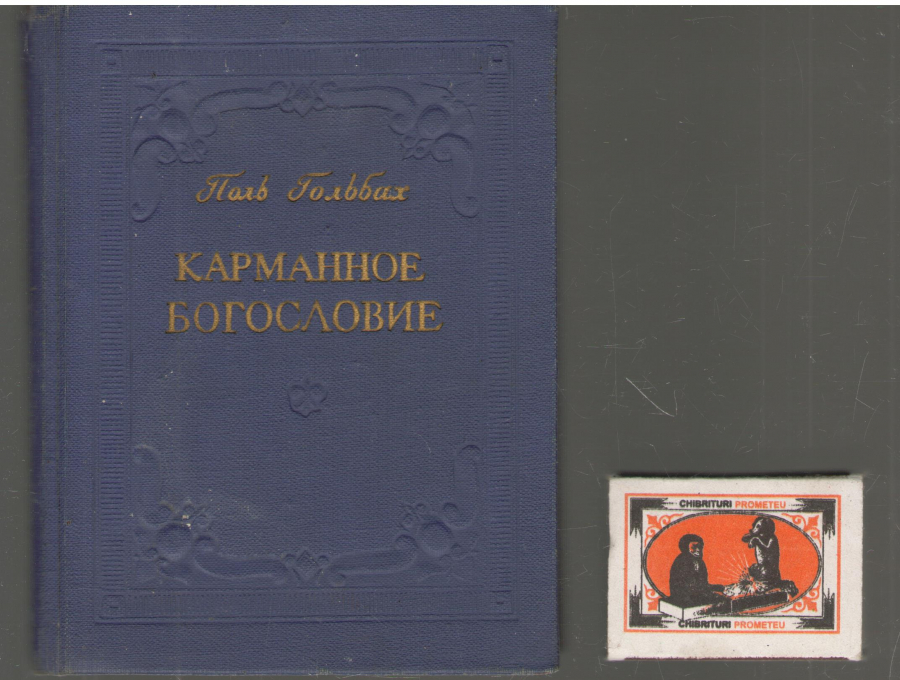 Поль Гольбах
КАРМАННОЕ
БОГОСЛОВИЕ
CHIBRITURI PROMETEU
CHIBRITURI PROMETEU